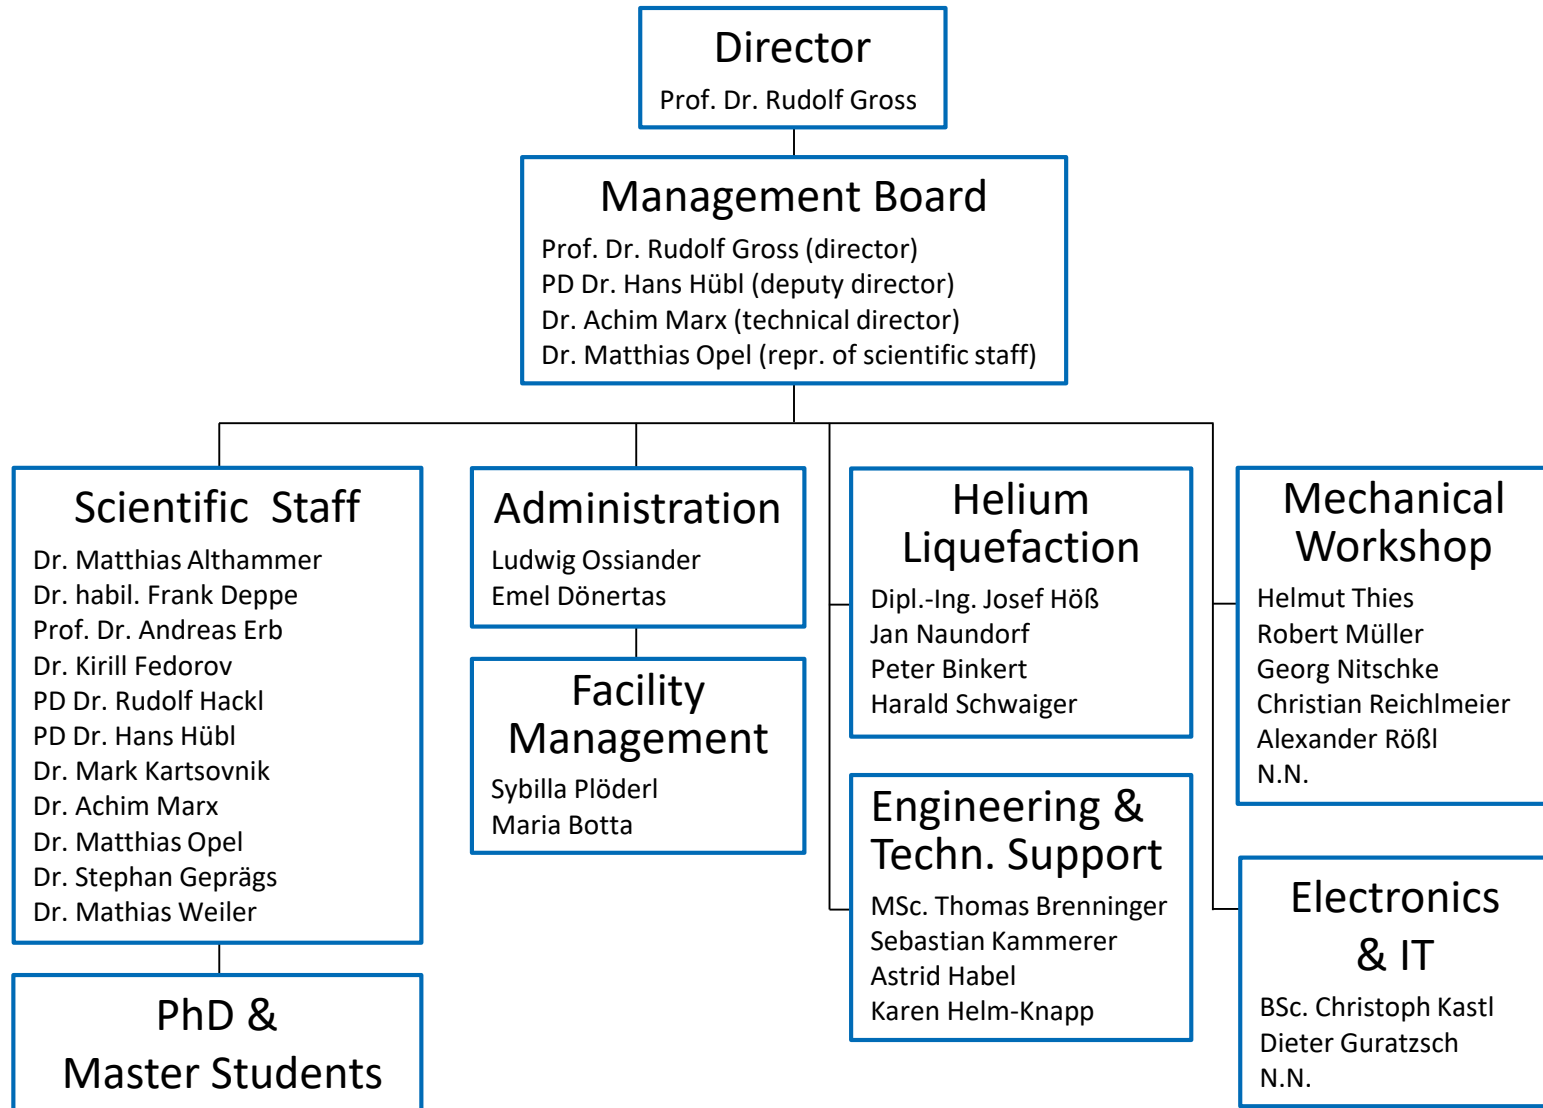 Director
Prof. Dr. Rudolf Gross
Management Board
Prof. Dr. Rudolf Gross (director)
PD Dr. Hans Hübl (deputy director)
Dr. Achim Marx (technical director)
Dr. Matthias Opel (repr. of scientific staff)
Scientific Staff
Dr. Matthias Althammer
Dr. habil. Frank Deppe
Prof. Dr. Andreas Erb
Dr. Kirill Fedorov
PD Dr. Rudolf Hackl
PD Dr. Hans Hübl
Dr. Mark Kartsovnik
Dr. Achim Marx
Dr. Matthias Opel
Dr. Stephan Geprägs
Dr. Mathias Weiler
PhD &
Master Students
Administration
Ludwig Ossiander
Emel Dönertas
Facility
Management
Sybilla Plöderl
Maria Botta
Helium
Liquefaction
Dipl.-Ing. Josef Höß
Jan Naundorf
Peter Binkert
Harald Schwaiger
Engineering &
Techn. Support
MSc. Thomas Brenninger
Sebastian Kammerer
Astrid Habel
Karen Helm-Knapp
Mechanical
Workshop
Helmut Thies
Robert Müller
Georg Nitschke
Christian Reichlmeier
Alexander Rößl
N.N.
Electronics
& IT
BSc. Christoph Kastl
Dieter Guratzsch
N.N.